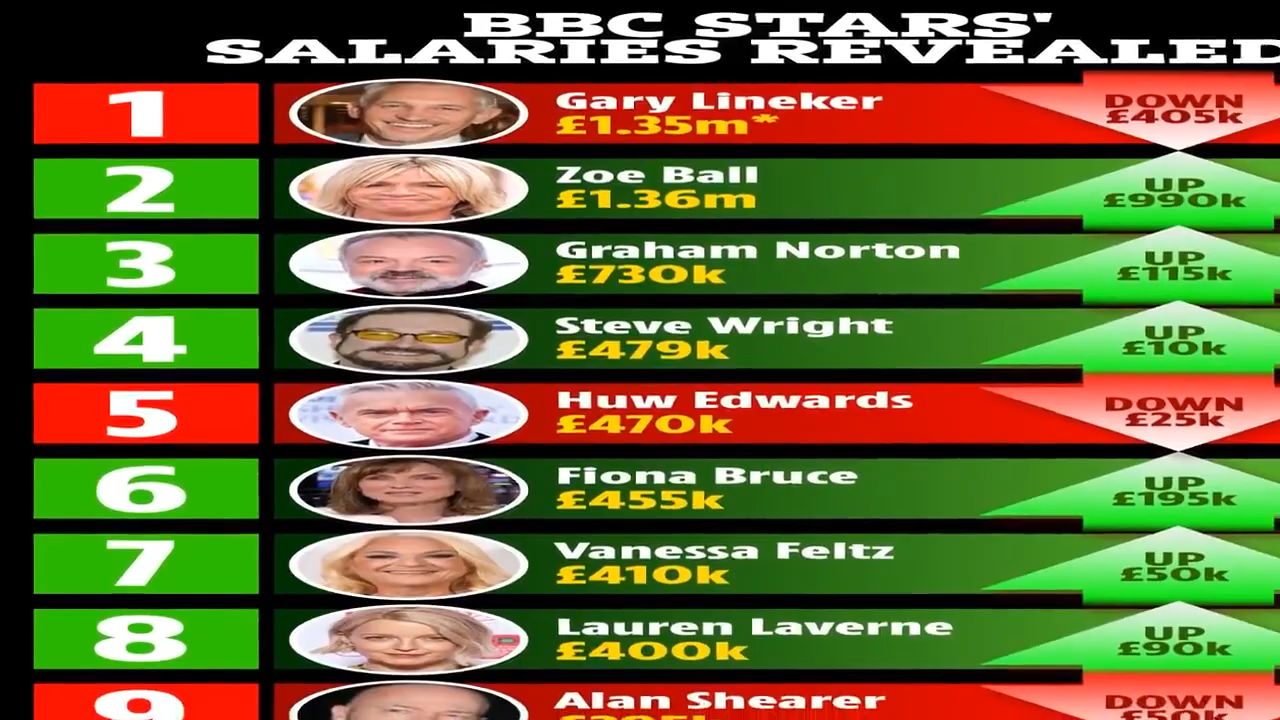 BBC STARS'
SALARIES REVEALED
1
Gary Lineker
£1.35m*
DOWN
£405k
2
Zoe Ball
£1.36m
UP
£990k
3
Graham Norton
£730k
UP
£115k
4
Steve Wright
£479k
UP
£10k
5
Huw Edwards
£470k
DOWN
£25k
6
Fiona Bruce
£455k
UP
£195k
7
Vanessa Feltz
£410k
UP
£50k
8
Lauren Laverne
£400k
UP
£90k
9
Alan Shearer
DOWN